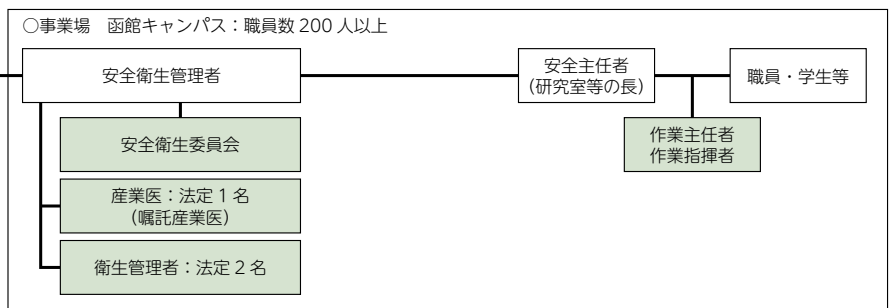 ○事業場　函館キャンパス：職員数 200 人以上
安全衛生管理者
安全主任者
（研究室等の長）
職員・学生等
安全衛生委員会
作業主任者
作業指揮者
産業医：法定 1 名
（嘱託産業医）
衛生管理者：法定 2 名